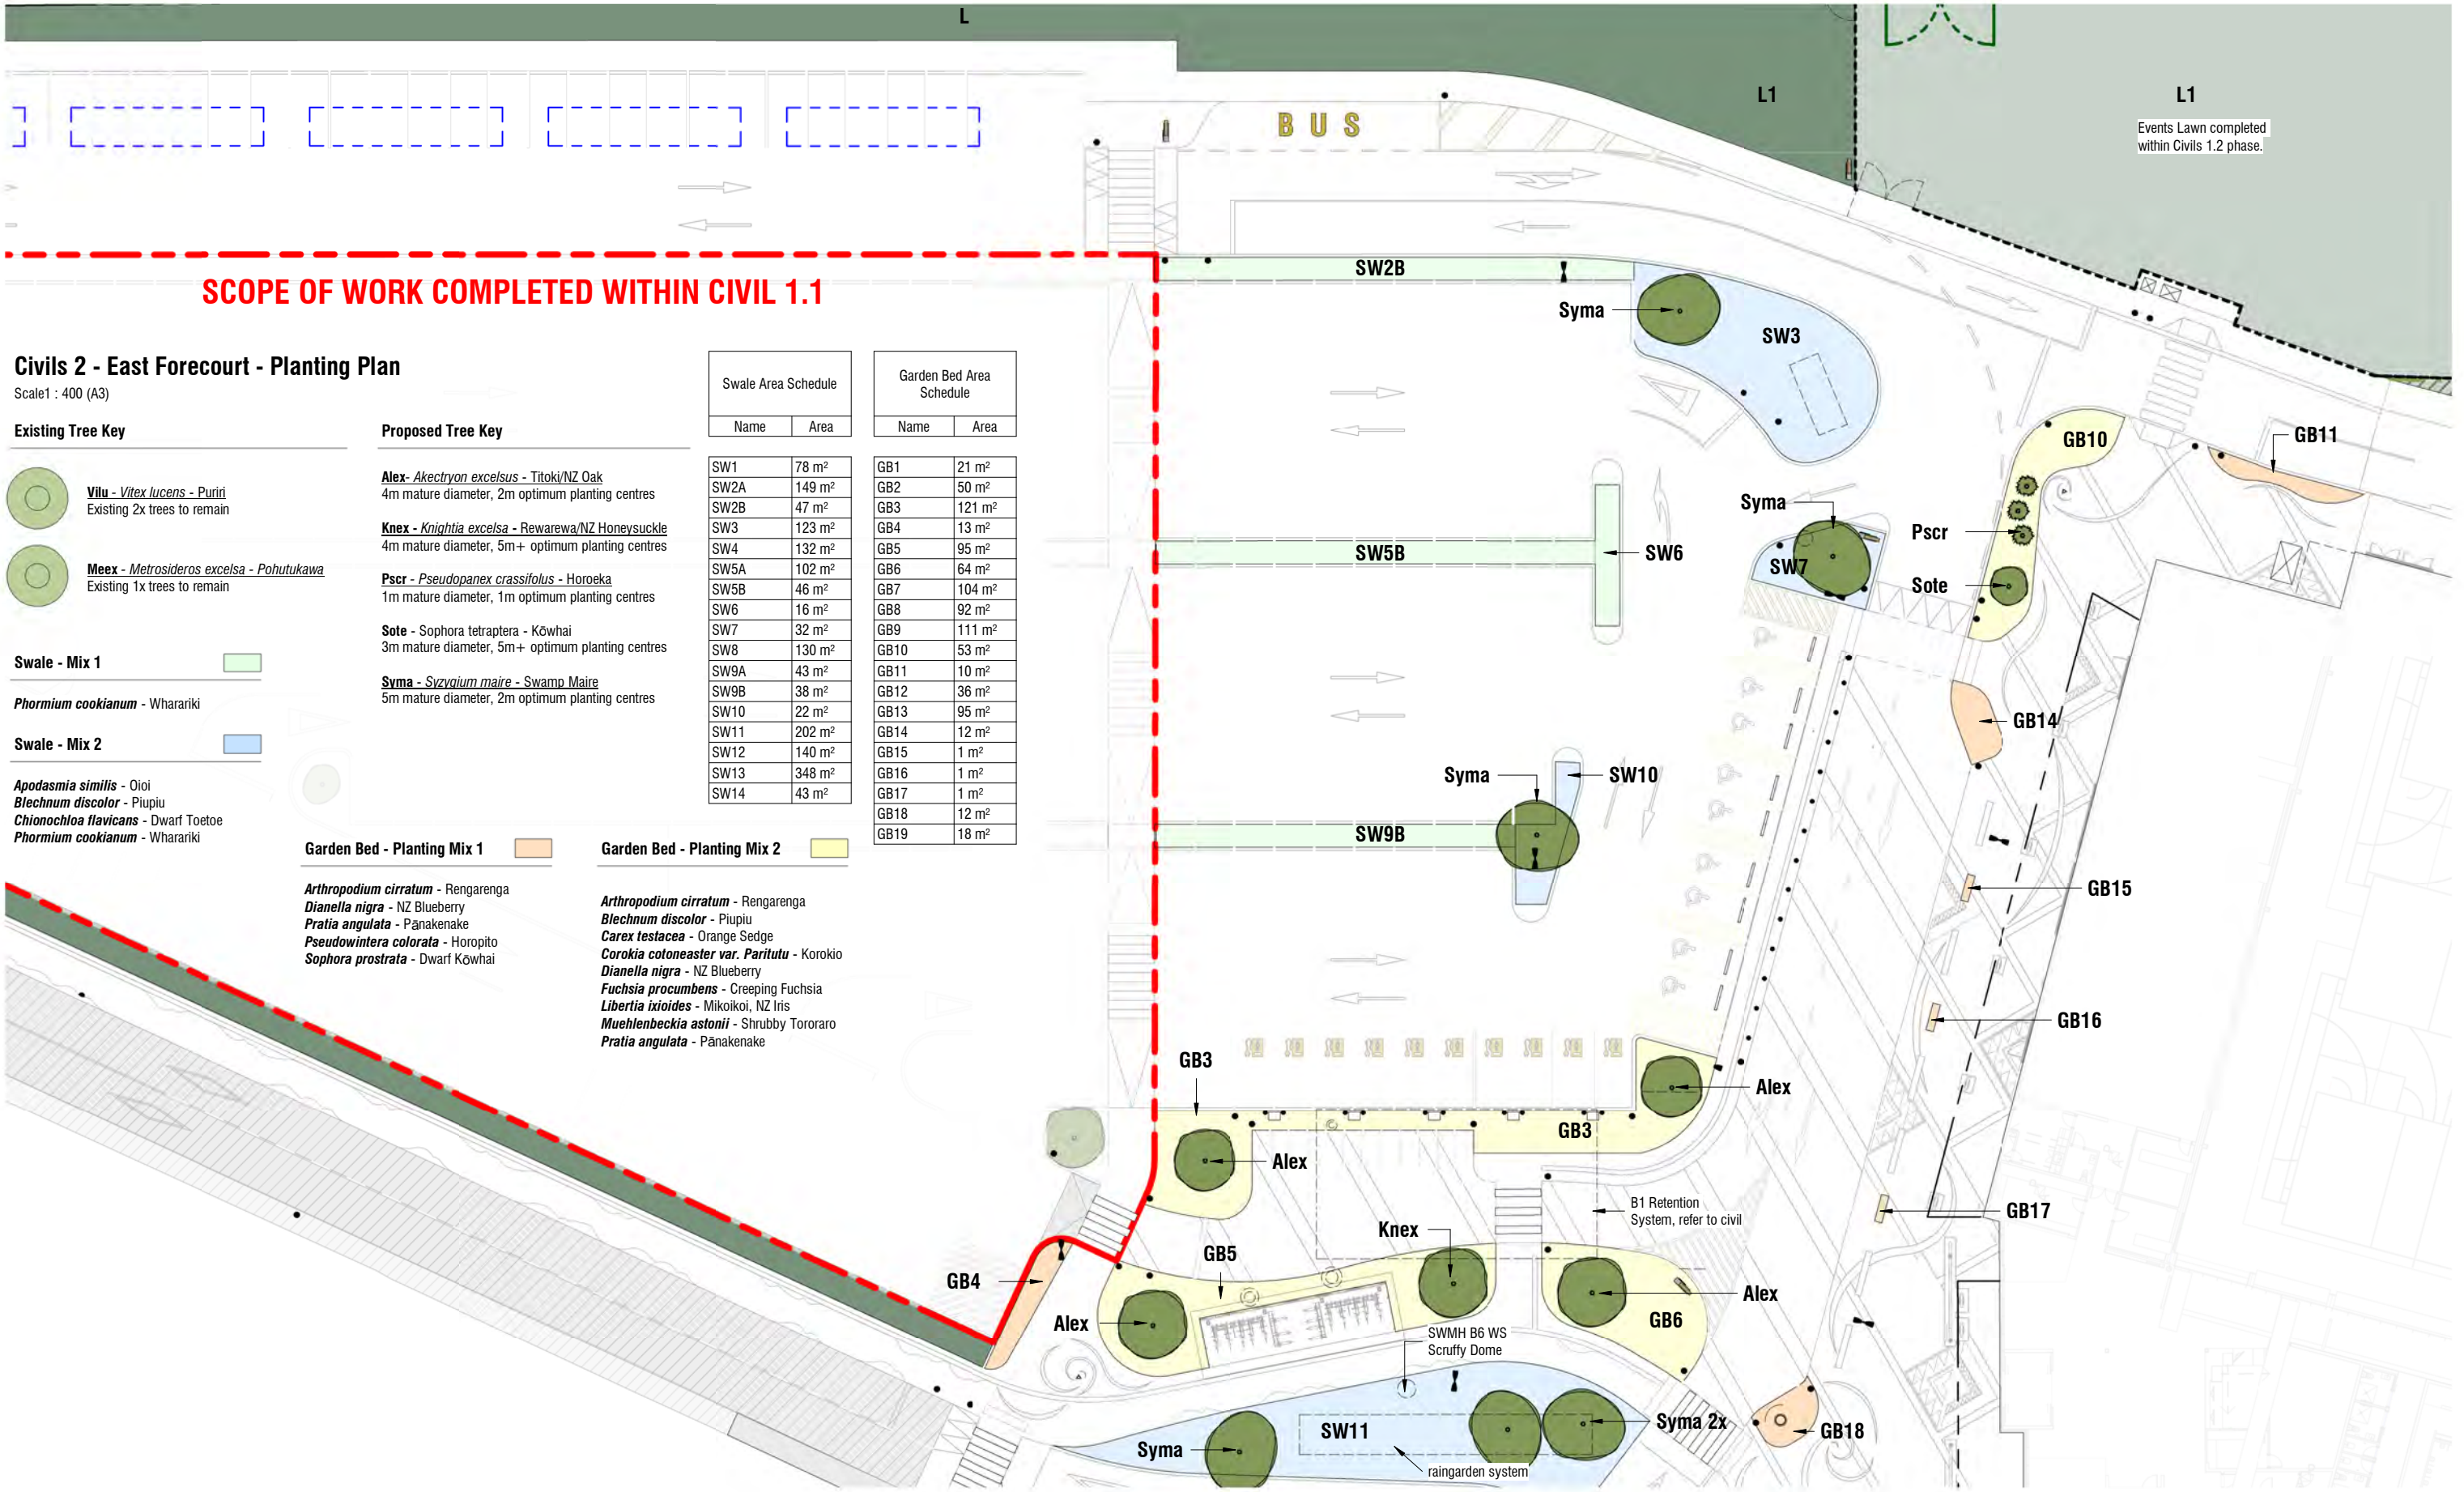 L
BUS
L1
L1
Events Lawn completed
within Civils 1.2 phase.
SCOPE OF WORK COMPLETED WITHIN CIVIL 1.1
Civils 2 - East Forecourt - Planting Plan
Scale1 : 400 (A3)
Existing Tree Key
Vilu - Vitex lucens - Puriri
Existing 2x trees to remain
Meex - Metrosideros excelsa - Pohutukawa
Existing 1x trees to remain
Swale - Mix 1
Phormium cookianum - Wharariki
Swale - Mix 2
Apodasmia similis - Oioi
Blechnum discolor - Piupiu
Chionochloa flavicans - Dwarf Toetoe
Phormium cookianum - Wharariki
Proposed Tree Key
Alex- Akectryon excelsus - Titoki/NZ Oak
4m mature diameter, 2m optimum planting centres
Knex - Knightia excelsa - Rewarewa/NZ Honeysuckle
4m mature diameter, 5m+ optimum planting centres
Pscr - Pseudopanex crassifolus - Horoeka
1m mature diameter, 1m optimum planting centres
Sote - Sophora tetraptera - Kōwhai
3m mature diameter, 5m+ optimum planting centres
Syma - Syzygium maire - Swamp Maire
5m mature diameter, 2m optimum planting centres
Swale Area Schedule
Name Area
SW1 78 m²
SW2A 149 m²
SW2B 47 m²
SW3 123 m²
SW4 132 m²
SW5A 102 m²
SW5B 46 m²
SW6 16 m²
SW7 32 m²
SW8 130 m²
SW9A 43 m²
SW9B 38 m²
SW10 22 m²
SW11 202 m²
SW12 140 m²
SW13 348 m²
SW14 43 m²
Garden Bed Area
Schedule
Name Area
GB1 21 m²
GB2 50 m²
GB3 121 m²
GB4 13 m²
GB5 95 m²
GB6 64 m²
GB7 104 m²
GB8 92 m²
GB9 111 m²
GB10 53 m²
GB11 10 m²
GB12 36 m²
GB13 95 m²
GB14 12 m²
GB15 1 m²
GB16 1 m²
GB17 1 m²
GB18 12 m²
GB19 18 m²
Garden Bed - Planting Mix 1
Arthropodium cirratum - Rengarenga
Dianella nigra - NZ Blueberry
Pratia angulata - Pānakenake
Pseudowintera colorata - Horopito
Sophora prostrata - Dwarf Kōwhai
Garden Bed - Planting Mix 2
Arthropodium cirratum - Rengarenga
Blechnum discolor - Piupiu
Carex testacea - Orange Sedge
Corokia cotoneaster var. Paritutu - Korokio
Dianella nigra - NZ Blueberry
Fuchsia procumbens - Creeping Fuchsia
Libertia ixioides - Mikoikoi, NZ Iris
Muehlenbeckia astonii - Shrubby Tororaro
Pratia angulata - Pānakenake
SW2B
Syma
SW3
GB10
GB11
Syma
Pscr
SW5B
SW6
SW7
Sote
GB14
Syma
SW10
SW9B
GB15
GB16
GB3
Alex
GB3
Alex
B1 Retention
System, refer to civil
GB17
Knex
GB5
GB4
Alex
Alex
GB6
SWMH B6 WS
Scruffy Dome
SW11
Syma 2x
GB18
Syma
raingarden system